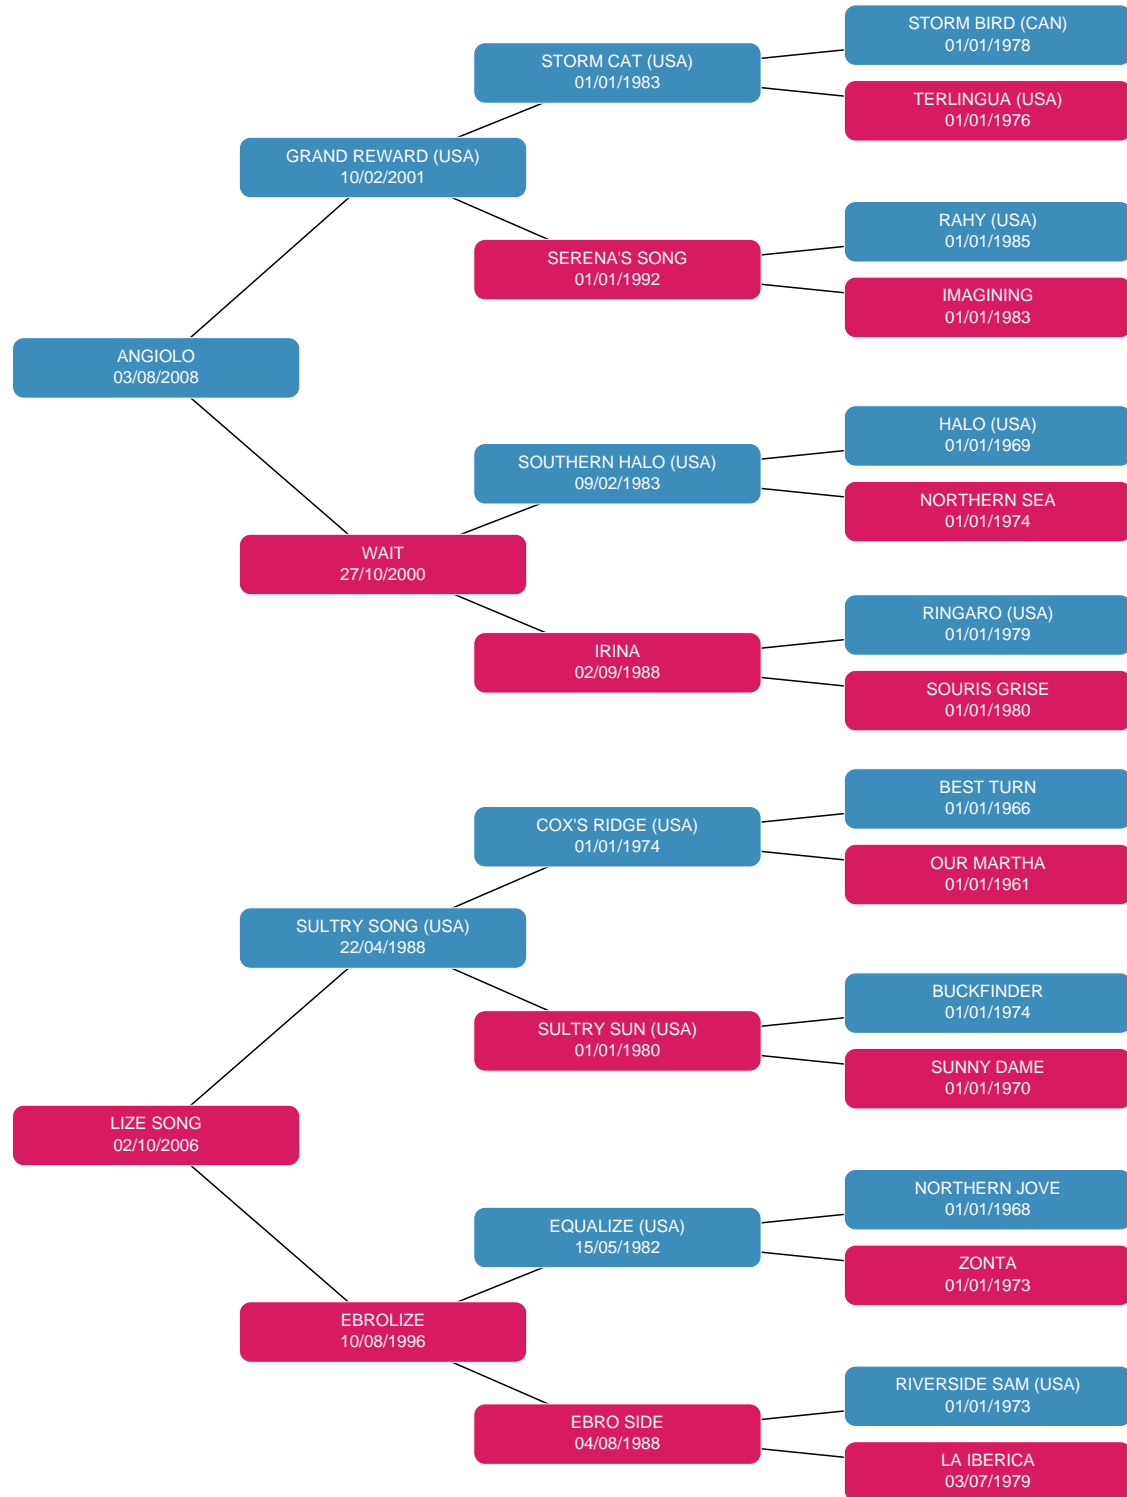 STORM BIRD (CAN)
01/01/1978
STORM CAT (USA)
01/01/1983
TERLINGUA (USA)
01/01/1976
GRAND REWARD (USA)
10/02/2001
RAHY (USA)
01/01/1985
SERENA'S SONG
01/01/1992
IMAGINING
01/01/1983
ANGIOLO
03/08/2008
HALO (USA)
01/01/1969
SOUTHERN HALO (USA)
09/02/1983
NORTHERN SEA
01/01/1974
WAIT
27/10/2000
RINGARO (USA)
01/01/1979
IRINA
02/09/1988
SOURIS GRISE
01/01/1980
BEST TURN
01/01/1966
COX'S RIDGE (USA)
01/01/1974
OUR MARTHA
01/01/1961
SULTRY SONG (USA)
22/04/1988
BUCKFINDER
01/01/1974
SULTRY SUN (USA)
01/01/1980
SUNNY DAME
01/01/1970
LIZE SONG
02/10/2006
NORTHERN JOVE
01/01/1968
EQUALIZE (USA)
15/05/1982
ZONTA
01/01/1973
EBROLIZE
10/08/1996
RIVERSIDE SAM (USA)
01/01/1973
EBRO SIDE
04/08/1988
LA IBERICA
03/07/1979